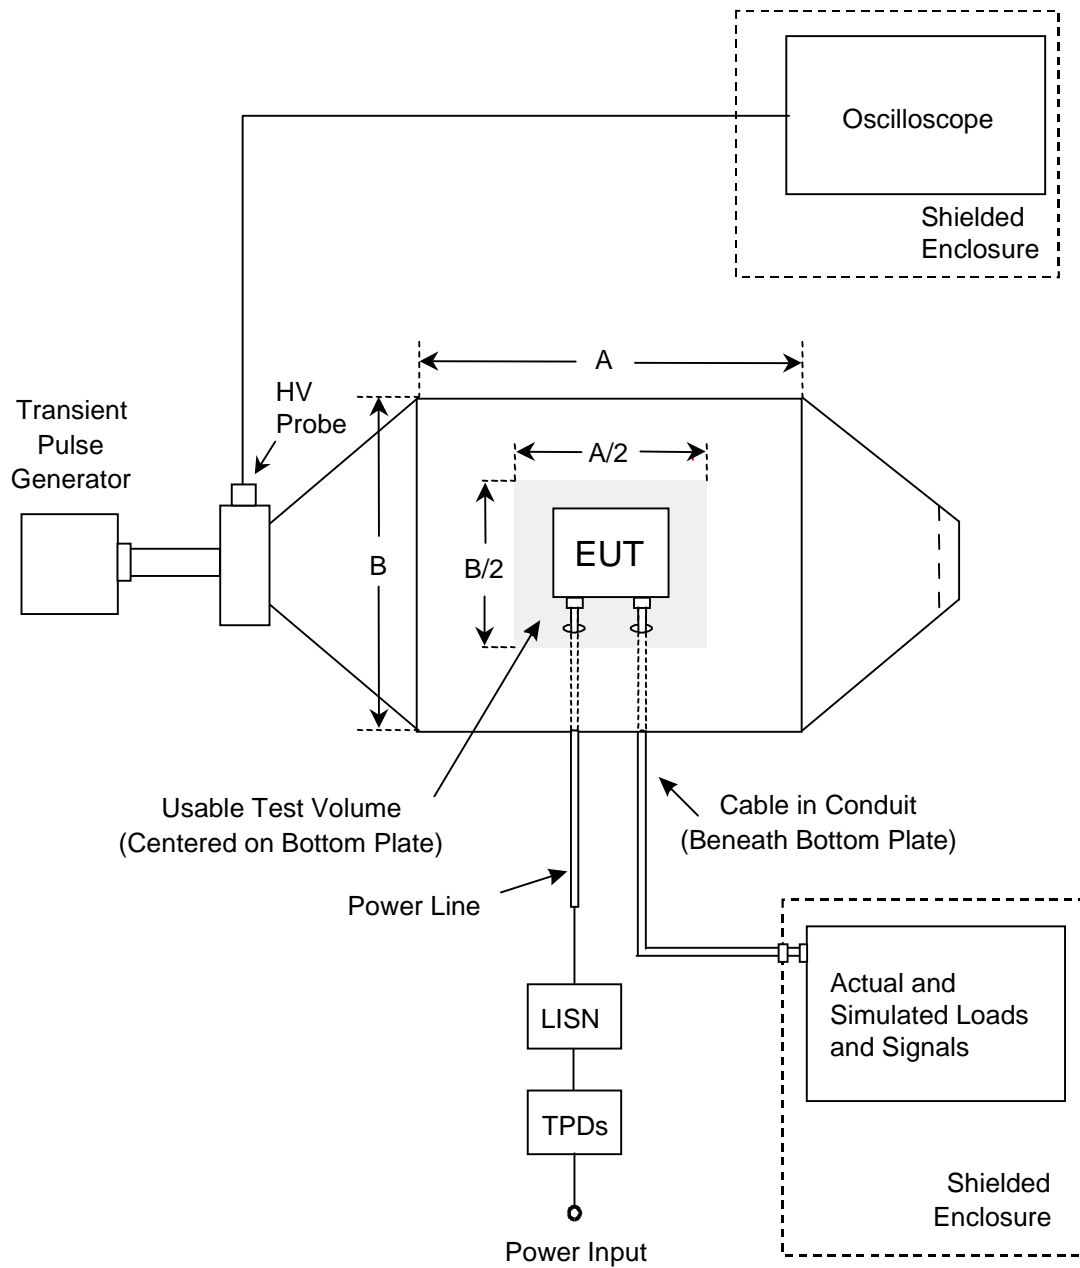 Oscilloscope
Shielded
Enclosure
A
HV
Probe
Transient
Pulse
Generator
A/2
B
B/2
EUT
Usable Test Volume
(Centered on Bottom Plate)
Cable in Conduit
(Beneath Bottom Plate)
Power Line
Actual and
Simulated Loads
and Signals
LISN
TPDs
Shielded
Enclosure
Power Input